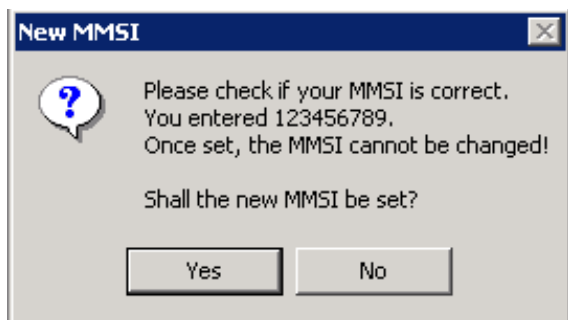 New MMSI
?
Please check if your MMSI is correct.
You entered 123456789.
Once set, the MMSI cannot be changed!
Shall the new MMSI be set?
Yes
No